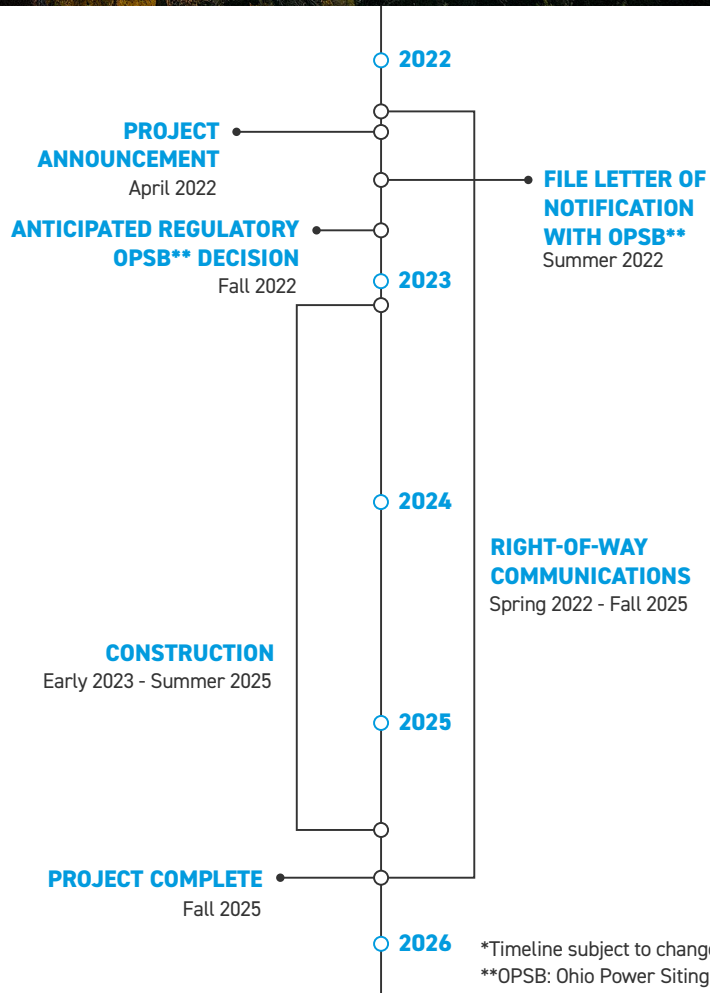 2022
PROJECT
ANNOUNCEMENT
April 2022
FILE LETTER OF
NOTIFICATION
WITH OPSB**
Summer 2022
ANTICIPATED REGULATORY
OPSB** DECISION
Fall 2022
2023
2024
RIGHT-OF-WAY
COMMUNICATIONS
Spring 2022 - Fall 2025
CONSTRUCTION
Early 2023 - Summer 2025
2025
PROJECT COMPLETE
Fall 2025
2026
*Timeline subject to change
**OPSB: Ohio Power Siting